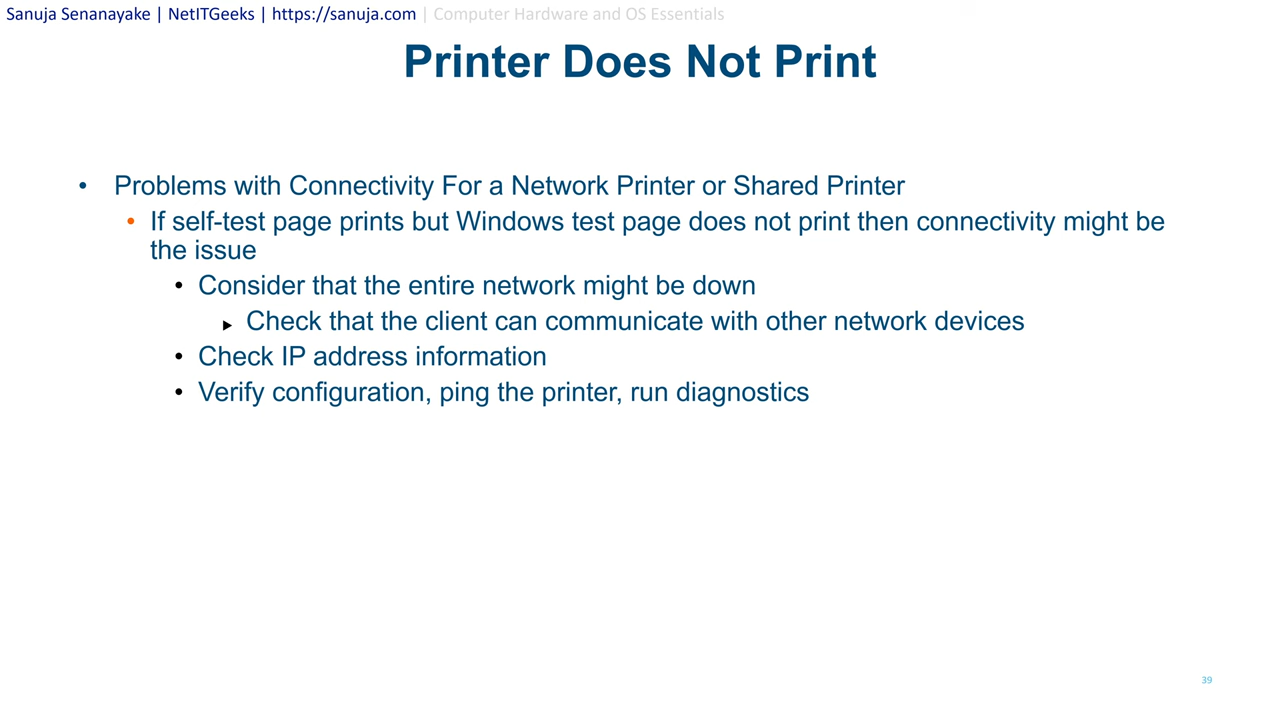 Sanuja Senanayake | NetITGeeks | https://sanuja.com | Computer Hardware and OS Essentials
Printer Does Not Print
• Problems with Connectivity For a Network Printer or Shared Printer
• If self-test page prints but Windows test page does not print then connectivity might be
the issue
• Consider that the entire network might be down
▶ Check that the client can communicate with other network devices
• Check IP address information
• Verify configuration, ping the printer, run diagnostics
39